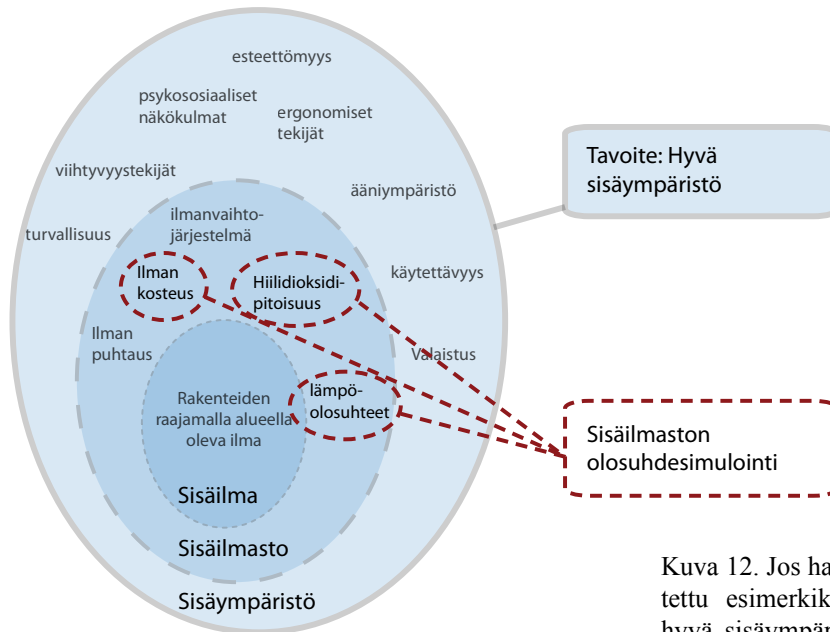 esteettömyys
psykososiaaliset
näkökulmat
ergonomiset
tekijät
viihtyvyystekijät
ääniympäristö
turvallisuus
ilmanvaihto-
järjestelmä
käytettävyys
Ilman
kosteus
Hiilidioksidi-
pitoisuus
Ilman
puhtaus
Valaistus
Rakenteiden
raajamalla alueella
oleva ilma
lämpö-
olosuhteet
Sisäilma
Sisäilmasto
Sisäympäristö
Tavoite: Hyvä
sisäympäristö
Sisäilmaston
olosuhdesimulointi
Kuva 12. Jos ha
tettu esimerkik
hyvä sisäympär